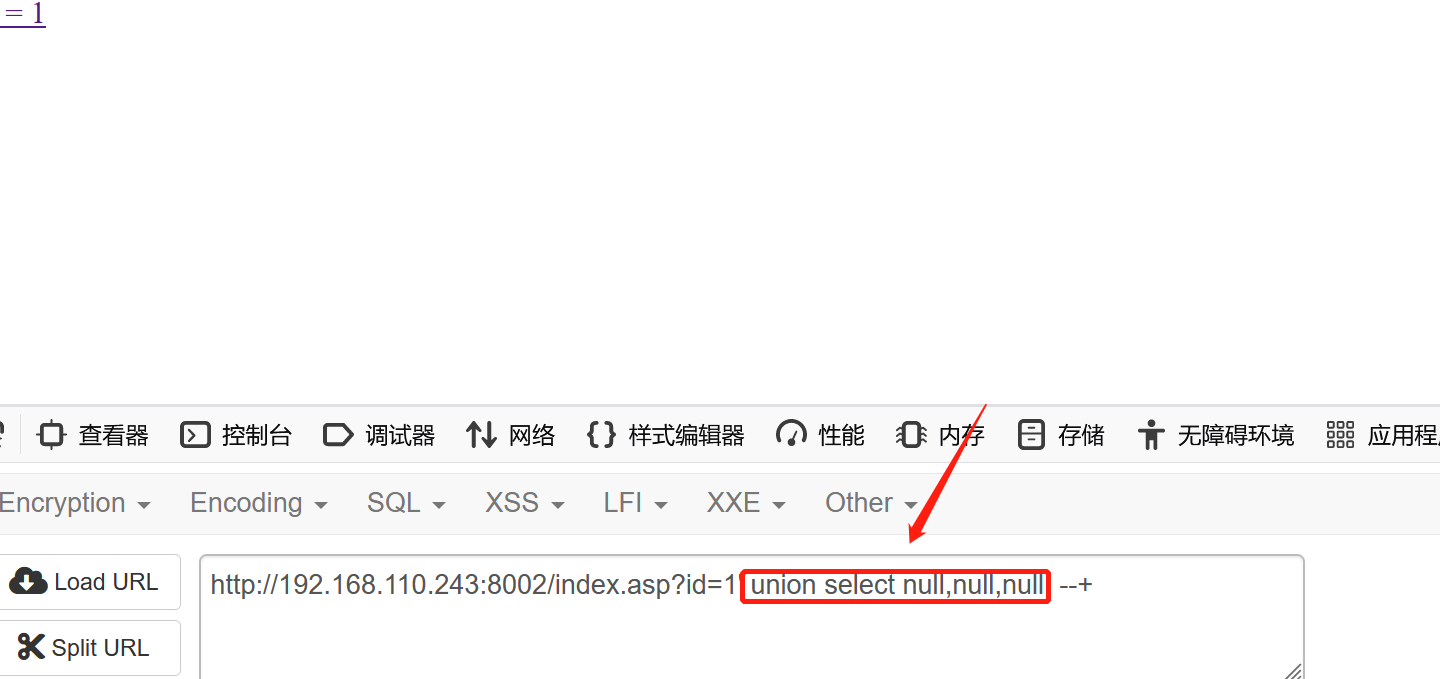 = 1
查看器 控制台 调试器 网络 样式编辑器 性能 内存 存储 无障碍环境 应用程
Encryption Encoding SQL XSS LFI XXE Other
Load URL
http://192.168.110.243:8002/index.asp?id=1' union select null,null,null --+
Split URL